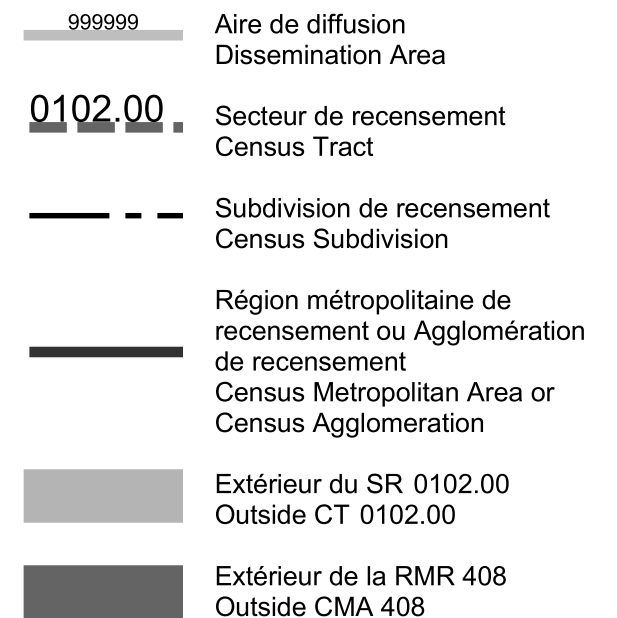 999999
Aire de diffusion
Dissemination Area
0102.00
Secteur de recensement
Census Tract
Subdivision de recensement
Census Subdivision
Région métropolitaine de
recensement ou Agglomération
de recensement
Census Metropolitan Area or
Census Agglomeration
Extérieur du SR 0102.00
Outside CT 0102.00
Extérieur de la RMR 408
Outside CMA 408